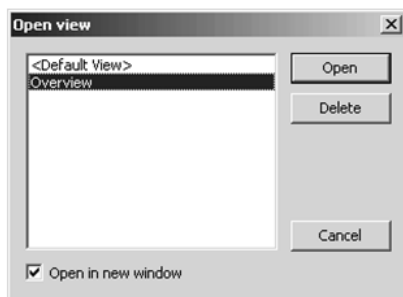 Open view
<Default View>
Overview
Open
Delete
Cancel
Open in new window